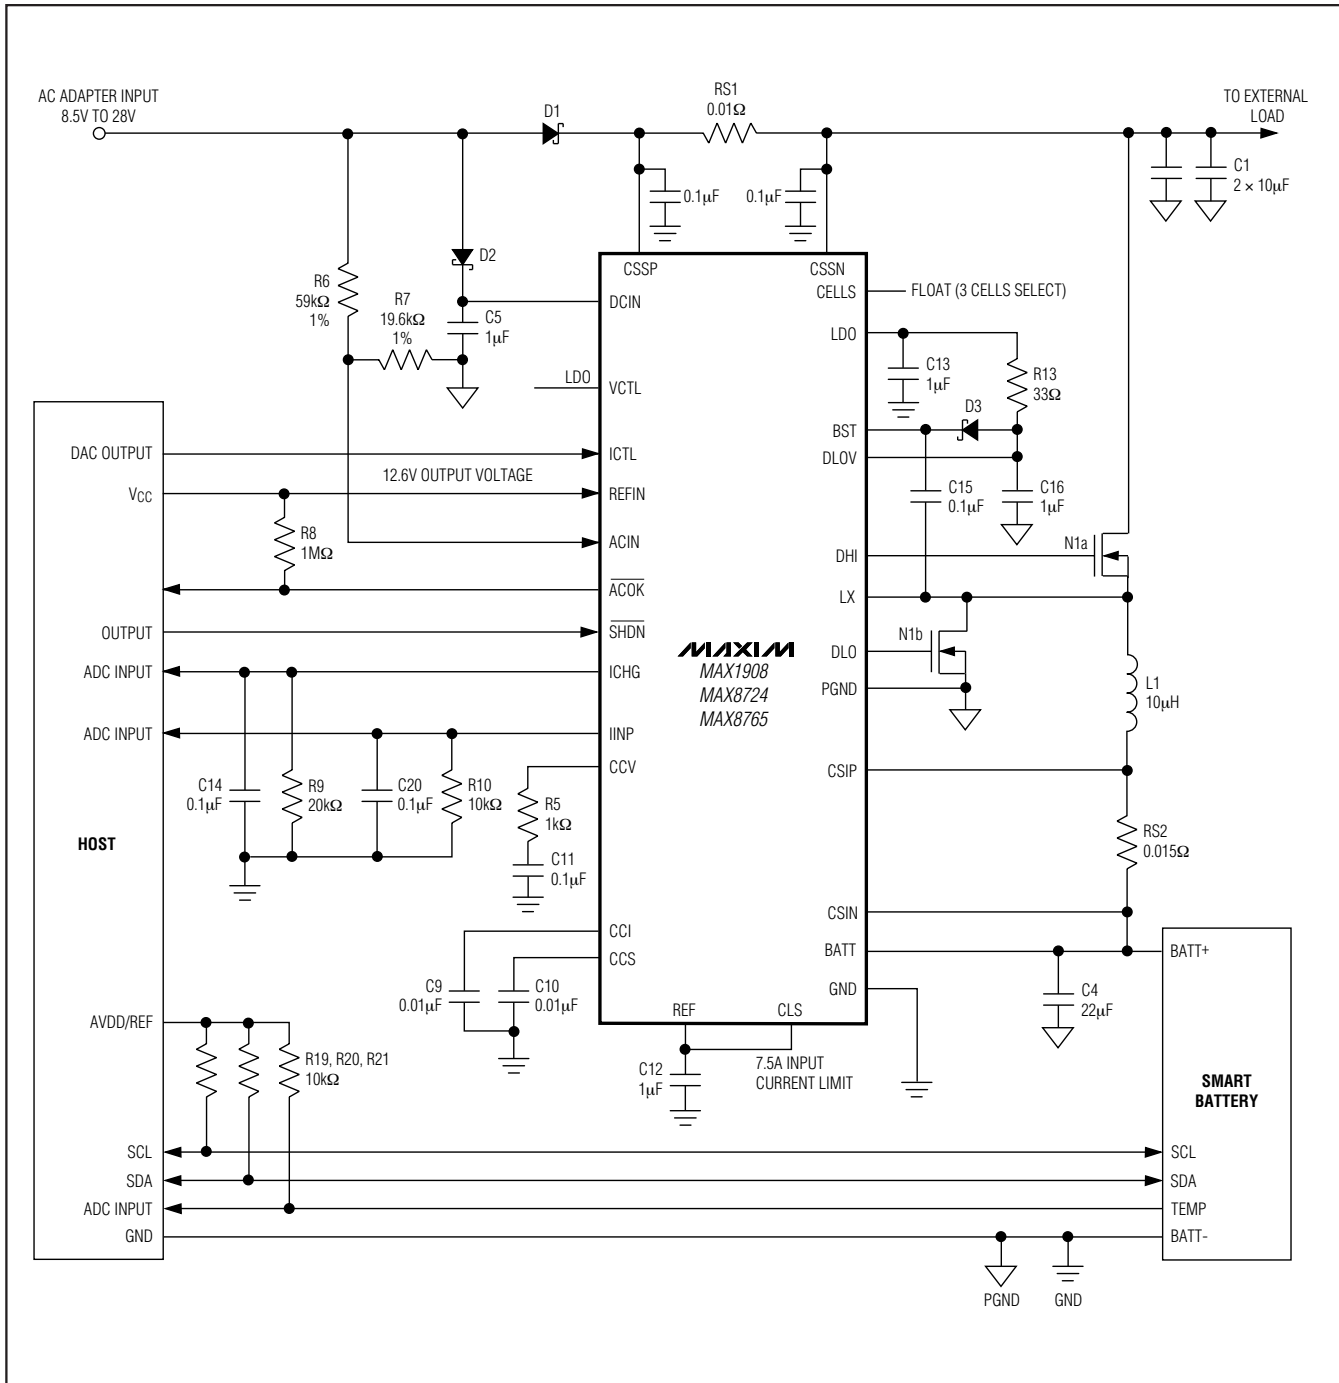 AC ADAPTER INPUT
8.5V TO 28V
D1
RS1
0.01Ω
TO EXTERNAL
LOAD
0.1μF
0.1μF
C1
2 × 10μF
D2
R6
59kΩ
1%
R7
19.6kΩ
1%
C5
1μF
LDO
CSSP
CSSN
CELLS
FLOAT (3 CELLS SELECT)
DCIN
LDO
VCTL
C13
1μF
R13
33Ω
D3
BST
DLOV
C15
0.1μF
C16
1μF
DAC OUTPUT
ICTL
12.6V OUTPUT VOLTAGE
VCC
REFIN
R8
1MΩ
ACIN
ACOK
DHI
N1a
LX
OUTPUT
SHDN
N1b
DLO
PGND
MAXIM
MAX1908
MAX8724
MAX8765
ADC INPUT
ICHG
ADC INPUT
IINP
L1
10μH
CCV
CSIP
C14
0.1μF
R9
20kΩ
C20
0.1μF
R10
10kΩ
R5
1kΩ
C11
0.1μF
HOST
RS2
0.015Ω
CSIN
CCI
CCS
BATT
BATT+
C9
0.01μF
C10
0.01μF
GND
C4
22μF
REF
CLS
AVDD/REF
R19, R20, R21
10kΩ
C12
1μF
7.5A INPUT
CURRENT LIMIT
SMART
BATTERY
SCL
SCL
SDA
SDA
ADC INPUT
TEMP
GND
BATT-
PGND
GND